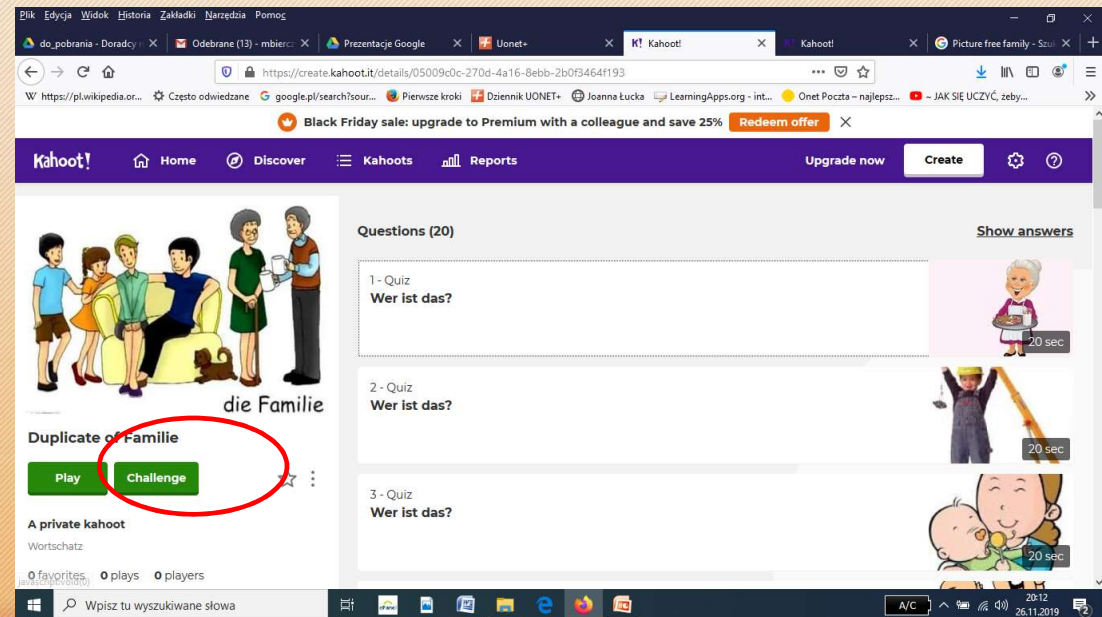 Plik Edycja Widok Historia Zakładki Narzędzia Pomoc
do_pobrania - Doradcy
Odebrane (13) - mbierc
Prezentacje Google
Uonet+
Kahoot!
Kahoot!
Picture free family - Szu
https://create.kahoot.it/details/05009c0c-270d-4a16-8ebb-2b0f3464f193
https://pl.wikipedia.or...
Często odwiedzane
google.pl/search?sour...
Pierwsze kroki
Dziennik UONET+
Joanna Łucka
LearningApps.org - int...
Onet Poczta – najlepsz...
~ JAK SIĘ UCZYĆ, żeby...
Black Friday sale: upgrade to Premium with a colleague and save 25% Redeem offer
Kahoot! Home Discover Kahoots Reports Upgrade now Create
die Familie
Duplicate of Familie
Play Challenge
A private kahoot
Wortschatz
0 favorites 0 plays 0 players
javascript:void(0)
Questions (20) Show answers
1 - Quiz
Wer ist das?
20 sec
2 - Quiz
Wer ist das?
20 sec
3 - Quiz
Wer ist das?
20 sec
Wpisz tu wyszukiwane słowa
A/C
20:12
26.11.2019
2